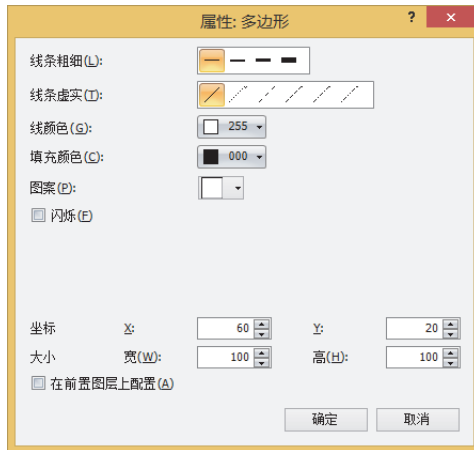 属性: 多边形 ? ×
线条粗细(L):
线条虚实(T):
线颜色(G): 255
填充颜色(C): 000
图案(P):
闪烁(F)
坐标 X: 60 Y: 20
大小 宽(W): 100 高(H): 100
在前置图层上配置(A)
确定 取消